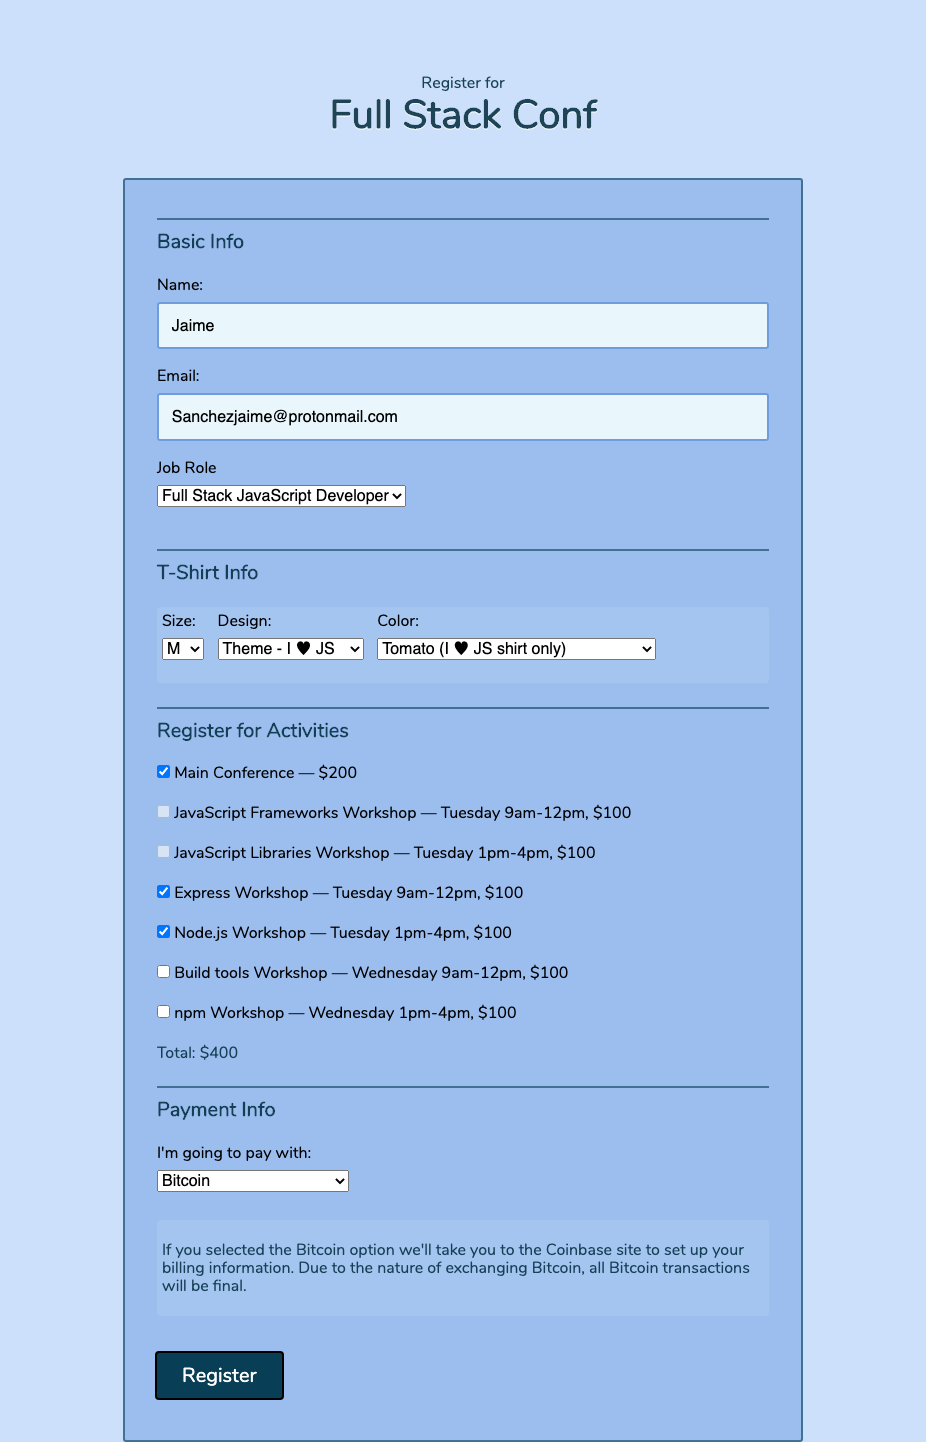 Register for
Full Stack Conf
Basic Info
Name:
Jaime
Email:
Sanchezjaime@protonmail.com
Job Role
Full Stack JavaScript Developer
T-Shirt Info
Size: Design: Color:
M Theme - I ♥ JS Tomato (I ♥ JS shirt only)
Register for Activities
Main Conference — $200
JavaScript Frameworks Workshop — Tuesday 9am-12pm, $100
JavaScript Libraries Workshop — Tuesday 1pm-4pm, $100
Express Workshop — Tuesday 9am-12pm, $100
Node.js Workshop — Tuesday 1pm-4pm, $100
Build tools Workshop — Wednesday 9am-12pm, $100
npm Workshop — Wednesday 1pm-4pm, $100
Total: $400
Payment Info
I'm going to pay with:
Bitcoin
If you selected the Bitcoin option we'll take you to the Coinbase site to set up your
billing information. Due to the nature of exchanging Bitcoin, all Bitcoin transactions
will be final.
Register